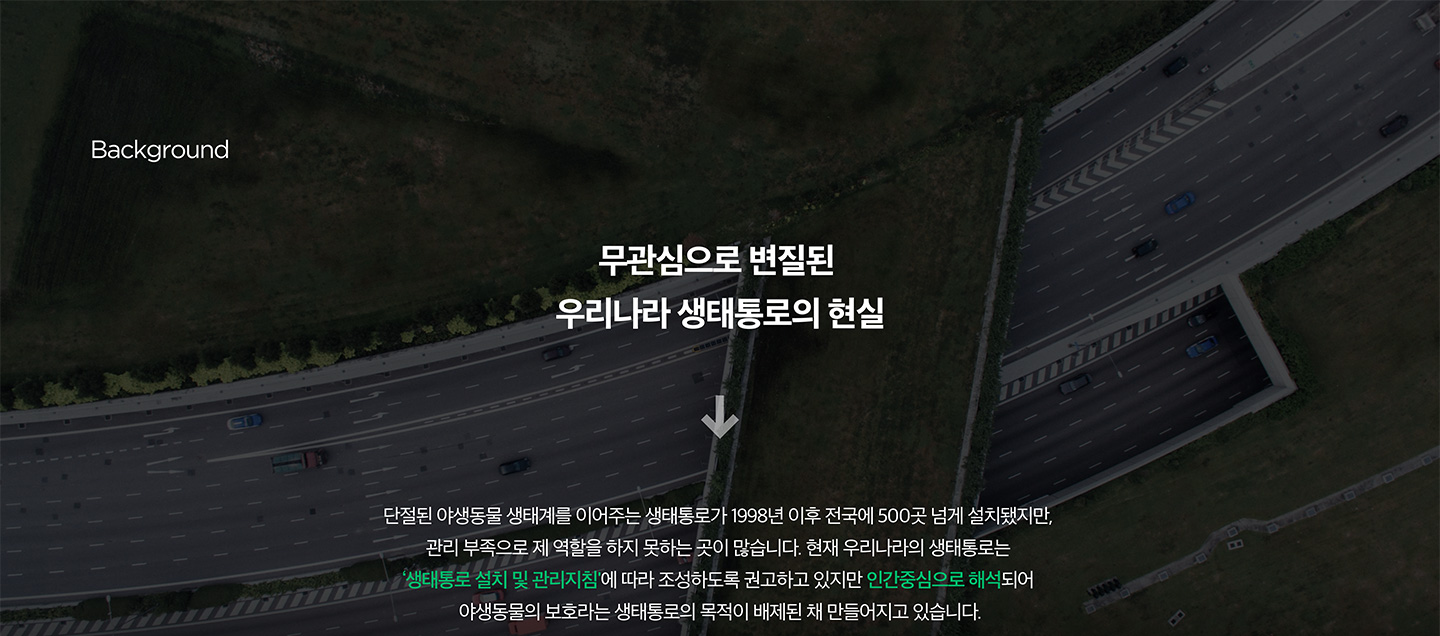 Background
무관심으로 변질된
우리나라 생태통로의 현실
단절된 야생동물 생태계를 이어주는 생태통로가 1998년 이후 전국에 500곳 넘게 설치됐지만,
관리 부족으로 제 역할을 하지 못하는 곳이 많습니다. 현재 우리나라의 생태통로는
‘생태통로 설치 및 관리지침’에 따라 조성하도록 권고하고 있지만 인간중심으로 해석되어
야생동물의 보호라는 생태통로의 목적이 배제된 채 만들어지고 있습니다.